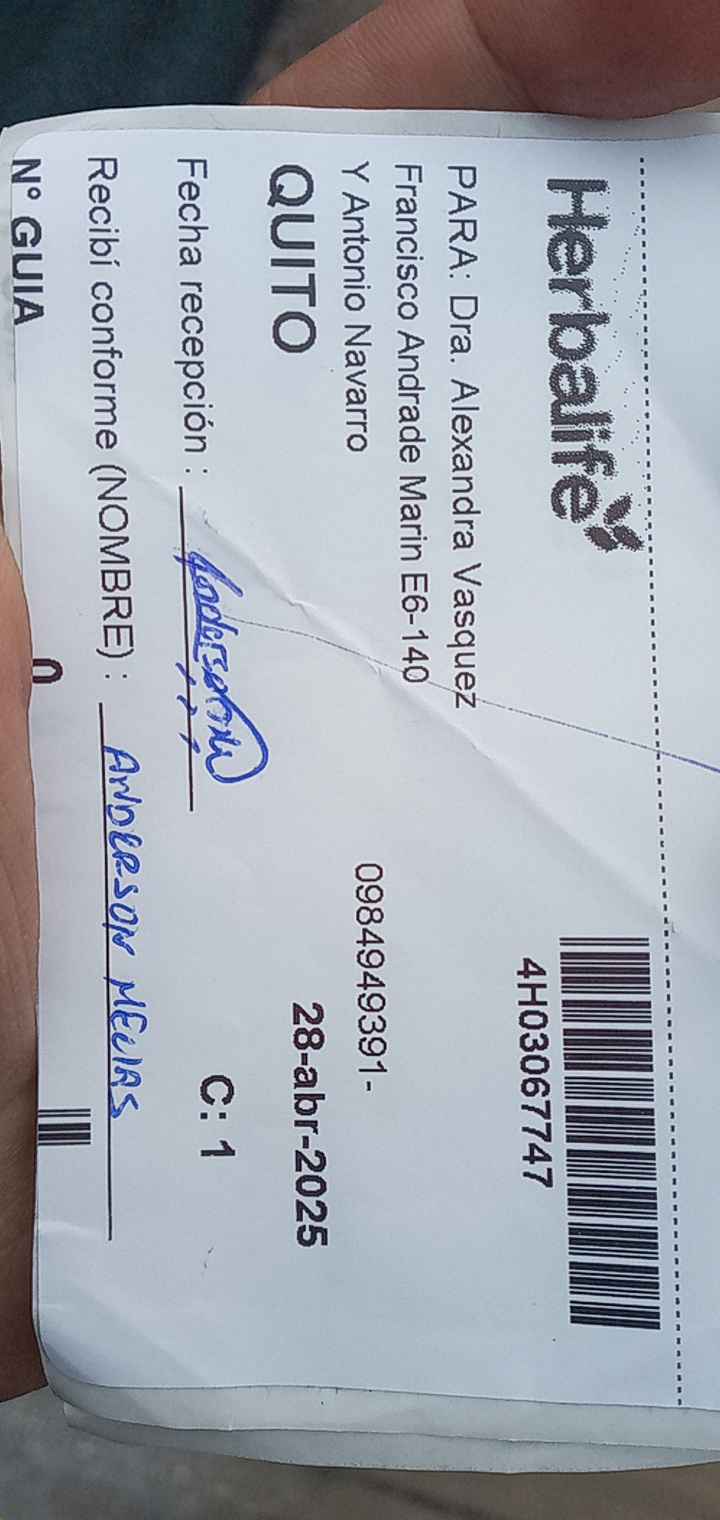 Herbalife
4H03067747
PARA: Dra. Alexandra Vasquez
Francisco Andrade Marin E6-140
Y Antonio Navarro
0984949391-
QUITO
28-abr-2025
Fecha recepción :
C: 1
Recibí conforme (NOMBRE) : ANDERSON MECIAS
N° GUIA